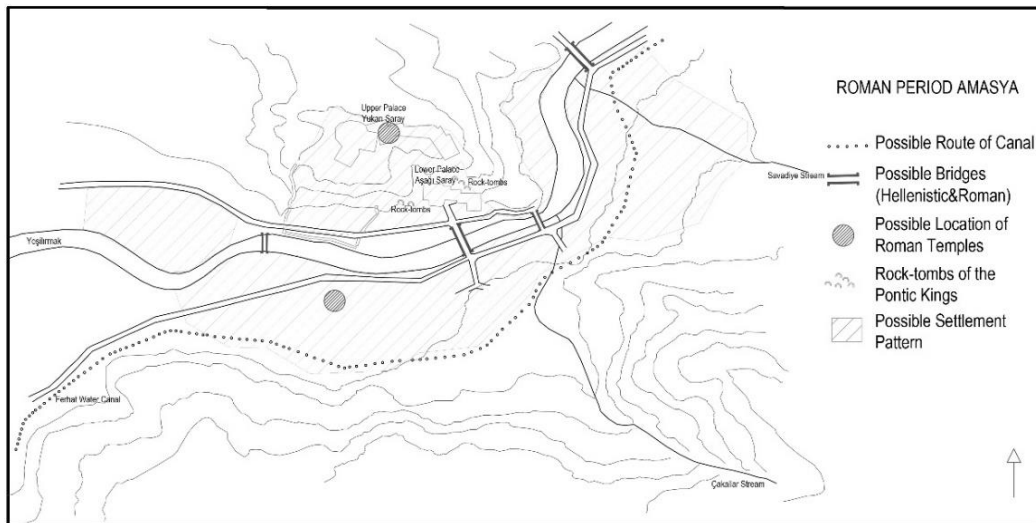 ROMAN PERIOD AMASYA
Possible Route of Canal
Possible Bridges
(Hellenistic&Roman)
Possible Location of
Roman Temples
Rock-tombs of the
Pontic Kings
Possible Settlement
Pattern
Upper Palace
Yukarı Saray
Lower Palace
Aşağı Saray
Rock-tombs
Rock-tombs
Savadiye Stream
Yeşilırmak
Ferhat Water Canal
Çakallar Stream